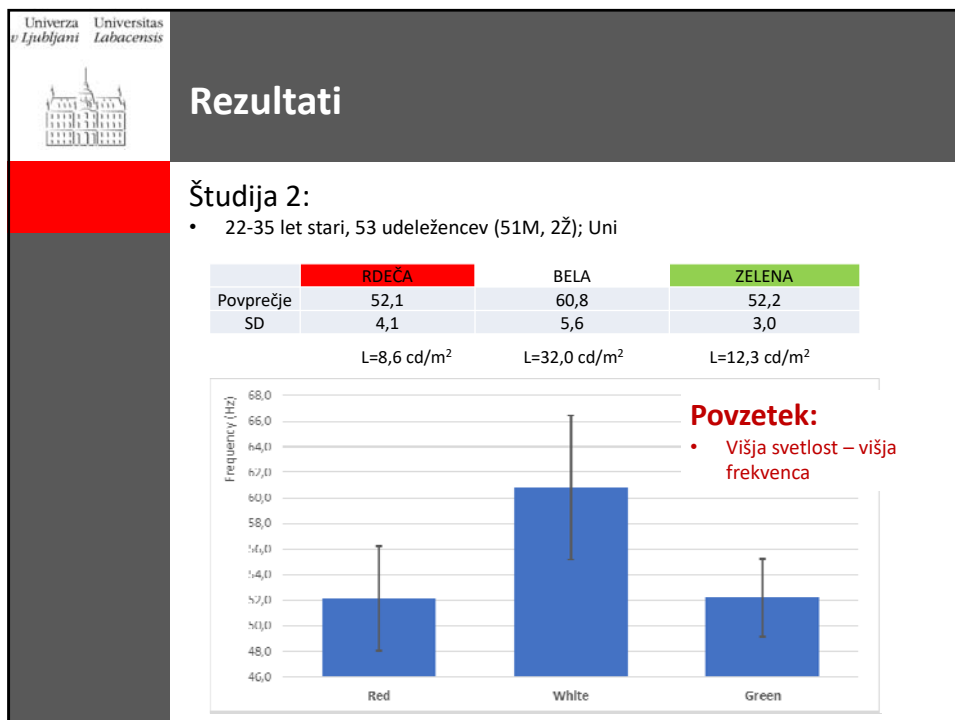 Univerza Universitas
v Ljubljani Labacensis
Rezultati
Študija 2:
• 22-35 let stari, 53 udeležencev (51M, 2Ž); Uni
RDEČA BELA ZELENA
Povprečje 52,1 60,8 52,2
SD 4,1 5,6 3,0
L=8,6 cd/m² L=32,0 cd/m² L=12,3 cd/m²
Frequency (Hz)
68,0
66,0
64,0
62,0
60,0
58,0
56,0
54,0
52,0
50,0
48,0
46,0
Red White Green
Povzetek:
• Višja svetlost – višja
frekvenca